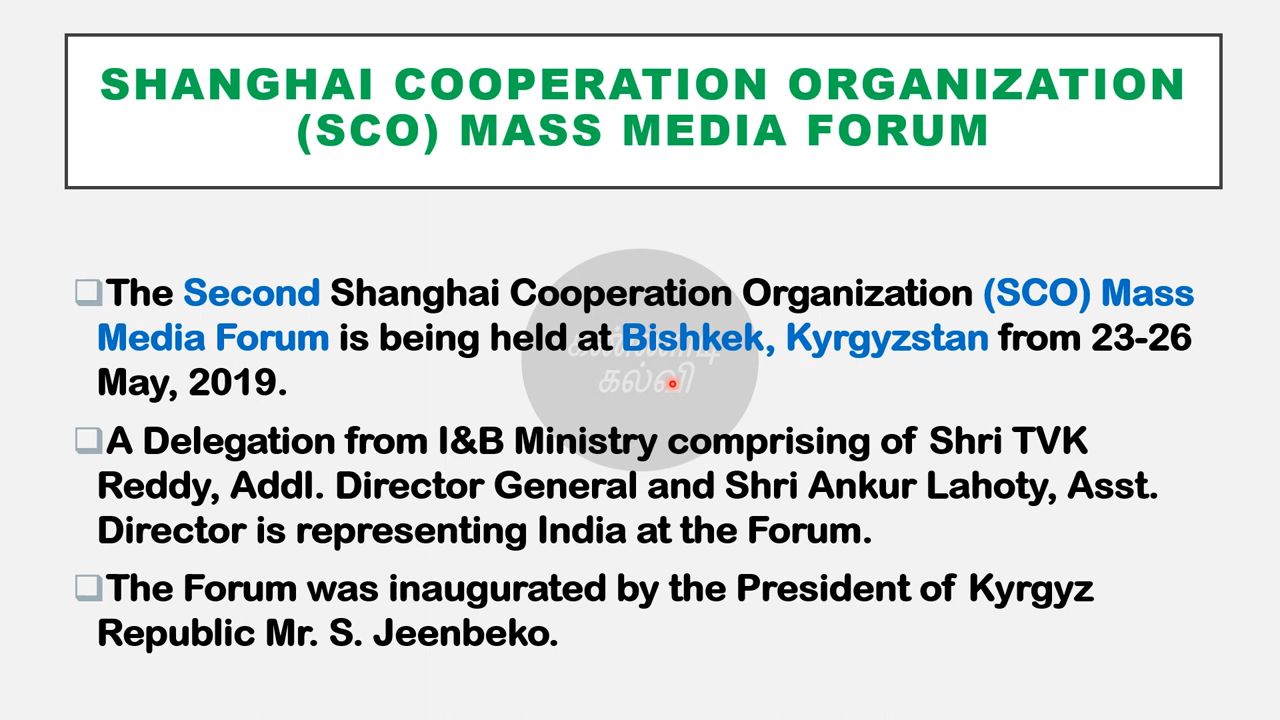 SHANGHAI COOPERATION ORGANIZATION
(SCO) MASS MEDIA FORUM
The Second Shanghai Cooperation Organization (SCO) Mass
Media Forum is being held at Bishkek, Kyrgyzstan from 23-26
May, 2019.
A Delegation from I&B Ministry comprising of Shri TVK
Reddy, Addl. Director General and Shri Ankur Lahoty, Asst.
Director is representing India at the Forum.
The Forum was inaugurated by the President of Kyrgyz
Republic Mr. S. Jeenbeko.
கல்வி